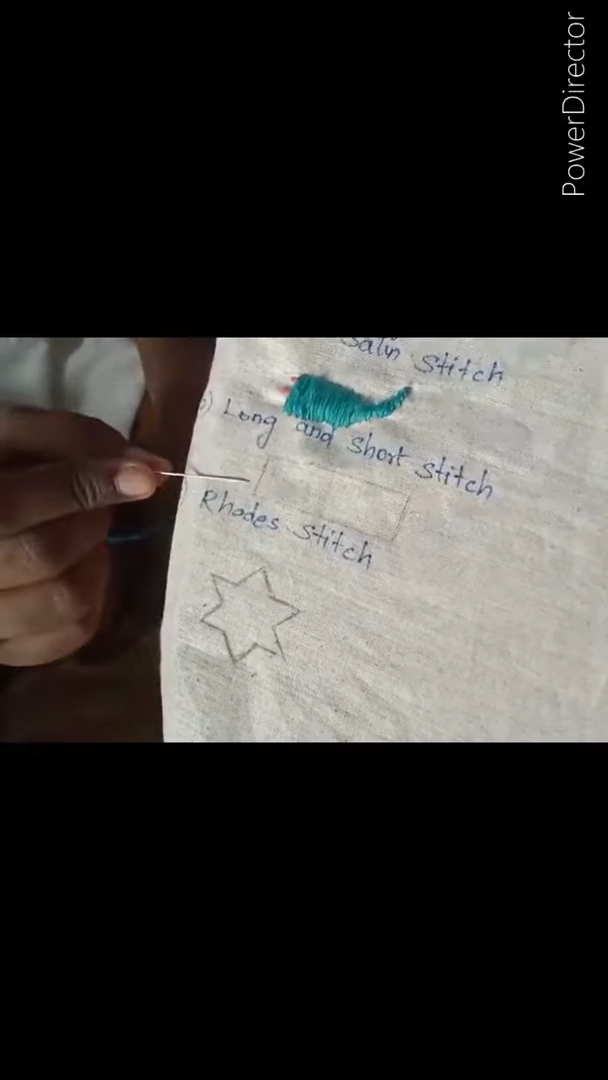 PowerDirector
Satin Stitch
Long and short stitch
Rhodes stitch